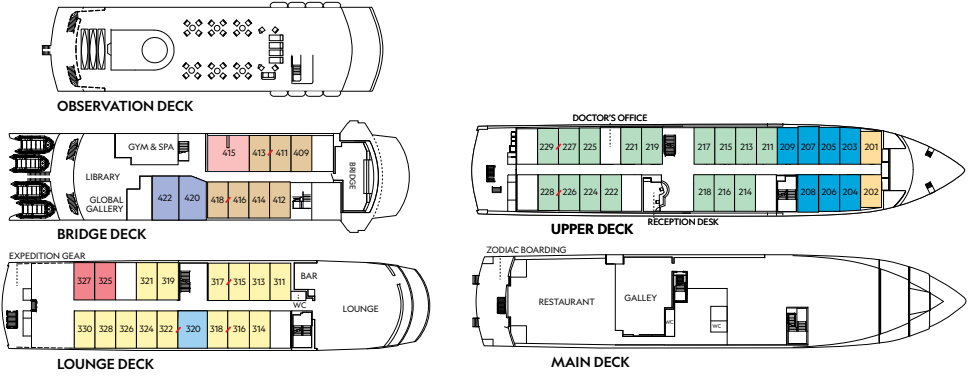 OBSERVATION DECK
GYM & SPA
415
413
411
409
LIBRARY
BRIDGE
GLOBAL
GALLERY
422
420
418
416
414
412
BRIDGE DECK
EXPEDITION GEAR
327
325
321
319
317
315
313
311
BAR
WC
LOUNGE
330
328
326
324
322
320
318
316
314
LOUNGE DECK
DOCTOR'S OFFICE
229
227
225
221
219
217
215
213
211
209
207
205
203
201
228
226
224
222
218
216
214
208
206
204
202
RECEPTION DESK
UPPER DECK
ZODIAC BOARDING
RESTAURANT
GALLEY
WC
WC
MAIN DECK